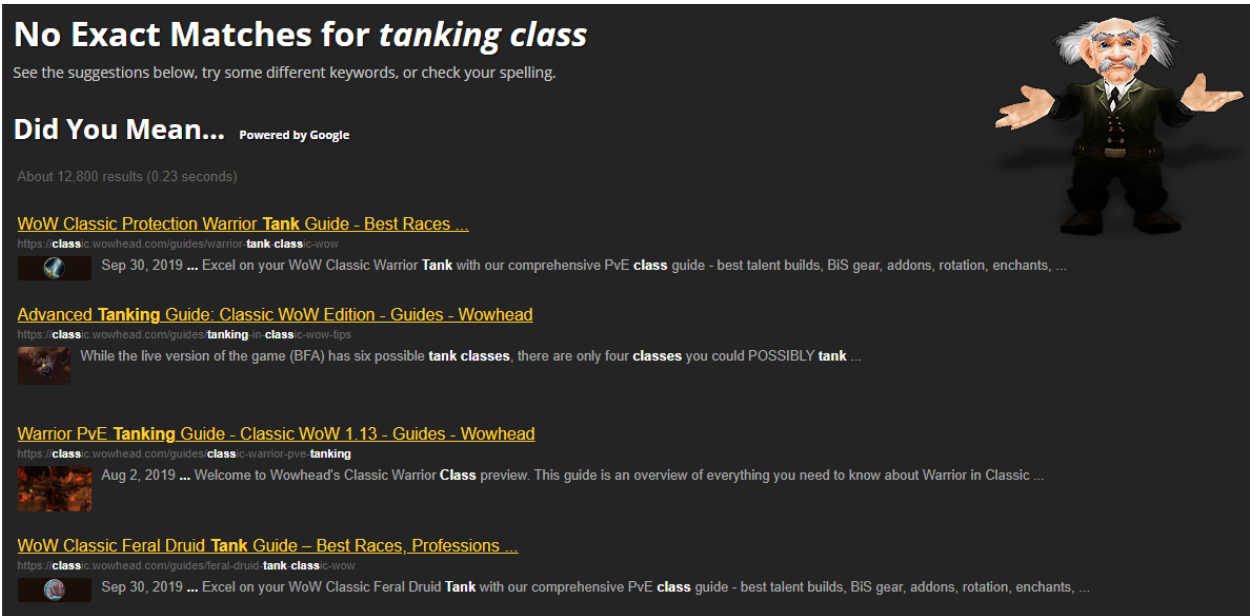 No Exact Matches for tanking class
See the suggestions below, try some different keywords, or check your spelling.
Did You Mean... Powered by Google
About 12,800 results (0.23 seconds)
WoW Classic Protection Warrior Tank Guide - Best Races ...
https://classic.wowhead.com/guides/warrior-tank-classic-wow
Sep 30, 2019 ... Excel on your WoW Classic Warrior Tank with our comprehensive PvE class guide - best talent builds, BiS gear, addons, rotation, enchants, ...
Advanced Tanking Guide: Classic WoW Edition - Guides - Wowhead
https://classic.wowhead.com/guides/tanking-in-classic-wow-tips
While the live version of the game (BFA) has six possible tank classes, there are only four classes you could POSSIBLY tank ...
Warrior PvE Tanking Guide - Classic WoW 1.13 - Guides - Wowhead
https://classic.wowhead.com/guides/classic-warrior-pve-tanking
Aug 2, 2019 ... Welcome to Wowhead's Classic Warrior Class preview. This guide is an overview of everything you need to know about Warrior in Classic ...
WoW Classic Feral Druid Tank Guide – Best Races, Professions ...
https://classic.wowhead.com/guides/feral-druid-tank-classic-wow
Sep 30, 2019 ... Excel on your WoW Classic Feral Druid Tank with our comprehensive PvE class guide - best talent builds, BiS gear, addons, rotation, enchants, ...